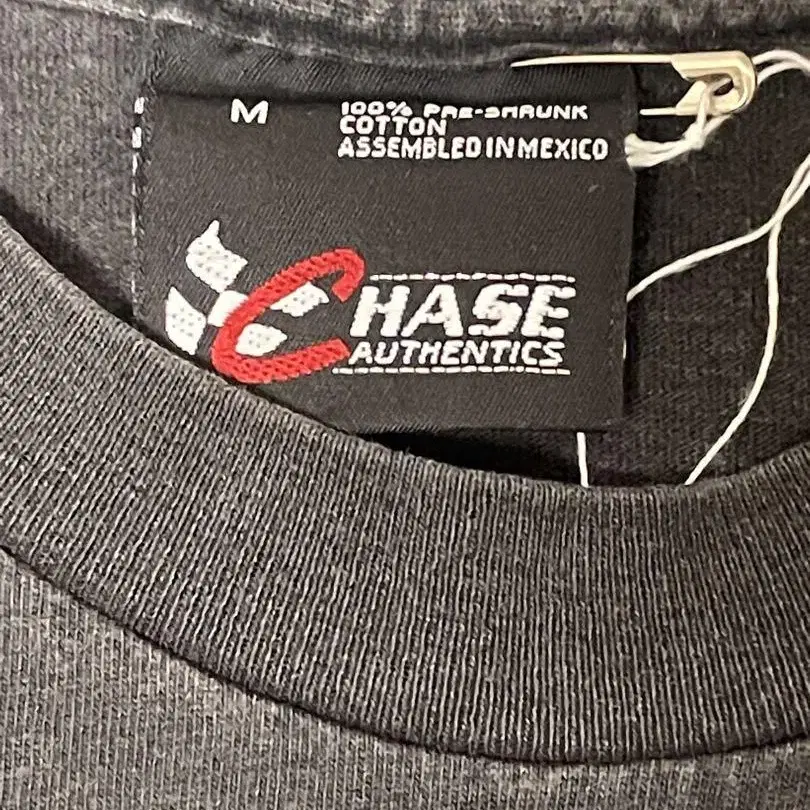 M
100% PRE-SHRUNK
COTTON
ASSEMBLED IN MEXICO
CHASE
AUTHENTICS